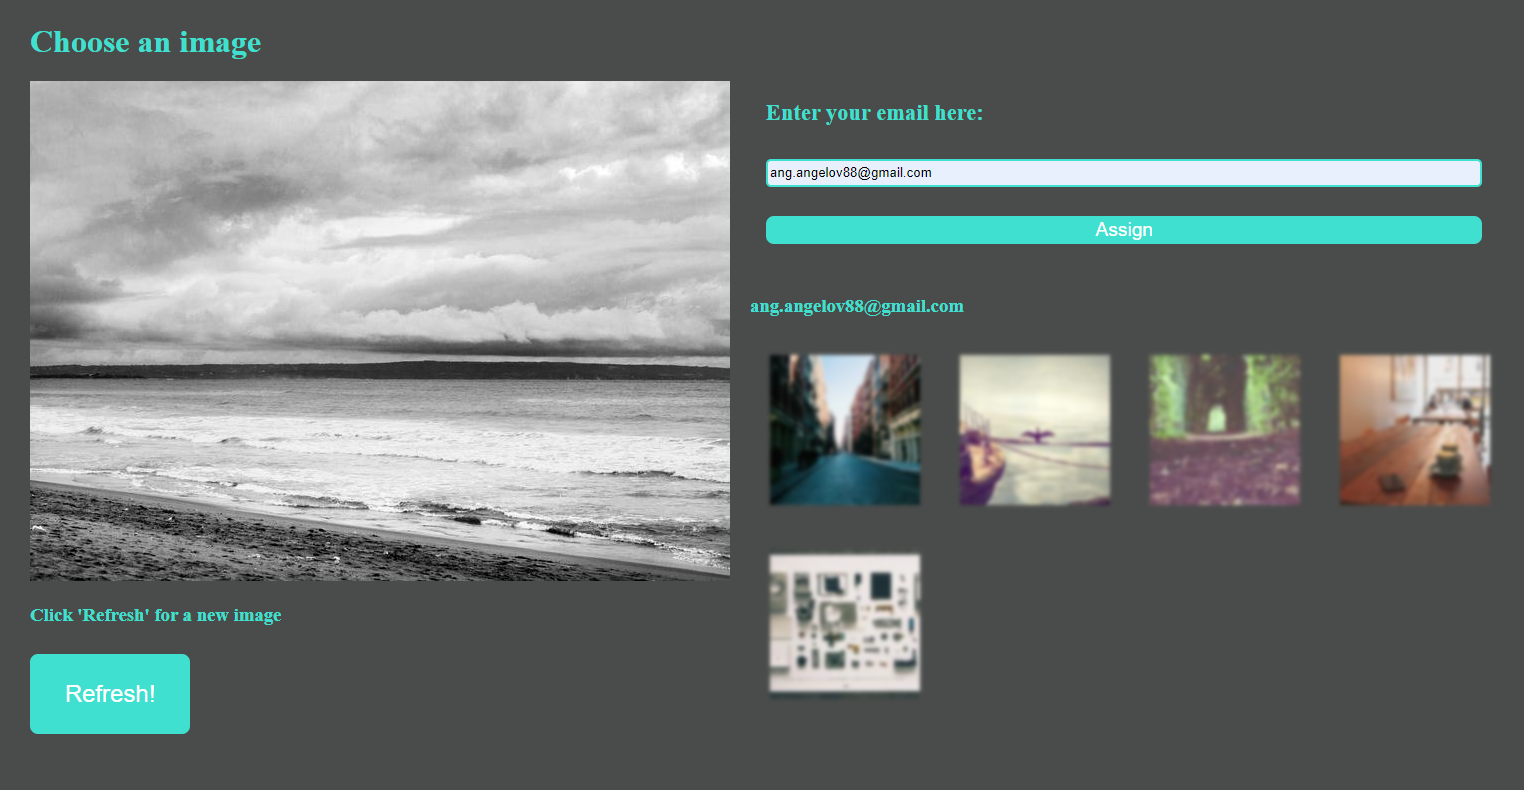 Choose an image
Enter your email here:
ang.angelov88@gmail.com
Assign
ang.angelov88@gmail.com
Click 'Refresh' for a new image
Refresh!